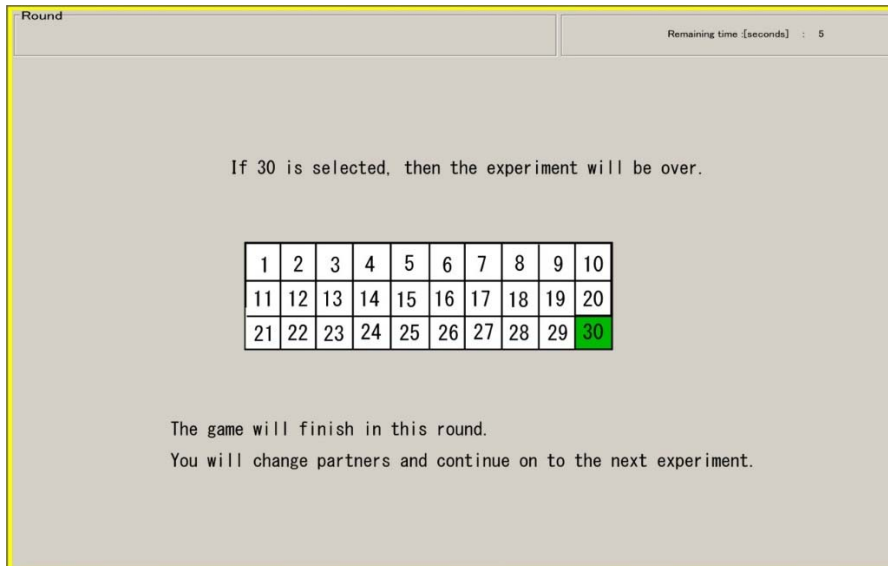 Round
Remaining time :[seconds] : 5
If 30 is selected, then the experiment will be over.
1 2 3 4 5 6 7 8 9 10
11 12 13 14 15 16 17 18 19 20
21 22 23 24 25 26 27 28 29 30
The game will finish in this round.
You will change partners and continue on to the next experiment.